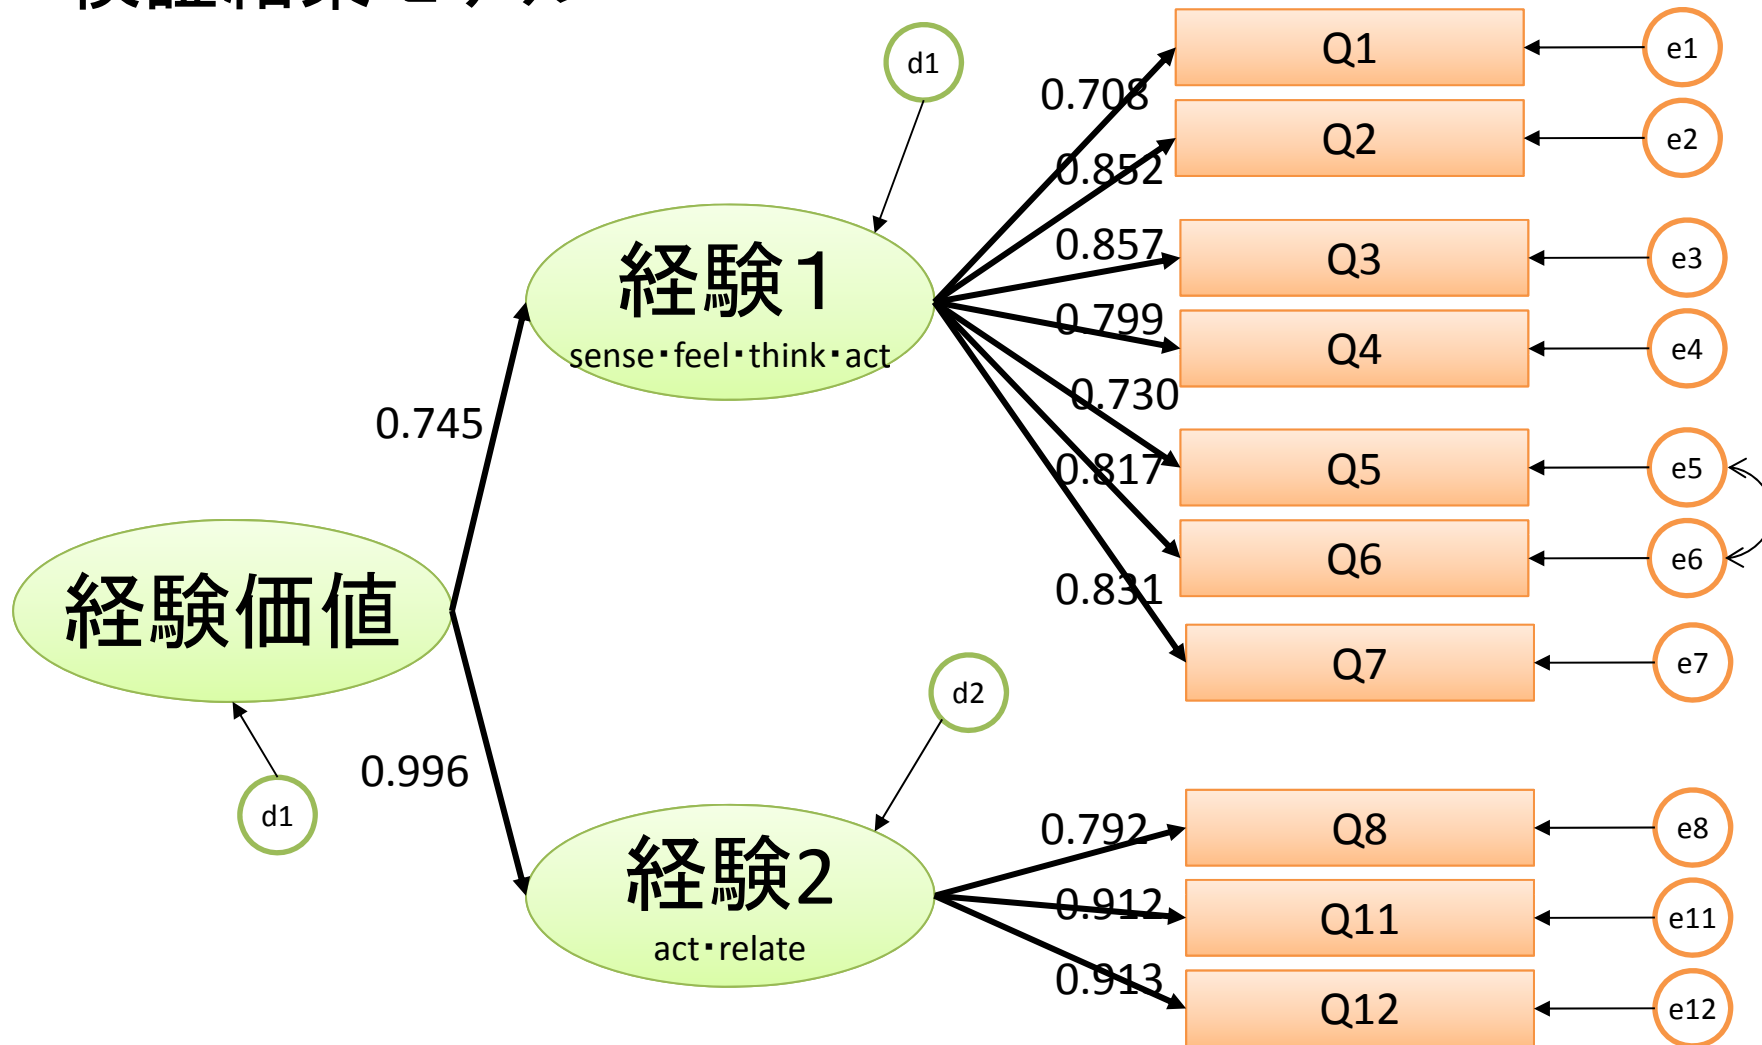 d1
Q1
e1
0.708
Q2
e2
0.852
経験1
sense・feel・think・act
0.857
Q3
e3
0.799
Q4
e4
0.730
0.745
0.817
Q5
e5
Q6
e6
0.831
経験価値
Q7
e7
d2
0.996
d1
経験2
act・relate
0.792
Q8
e8
0.912
Q11
e11
0.913
Q12
e12